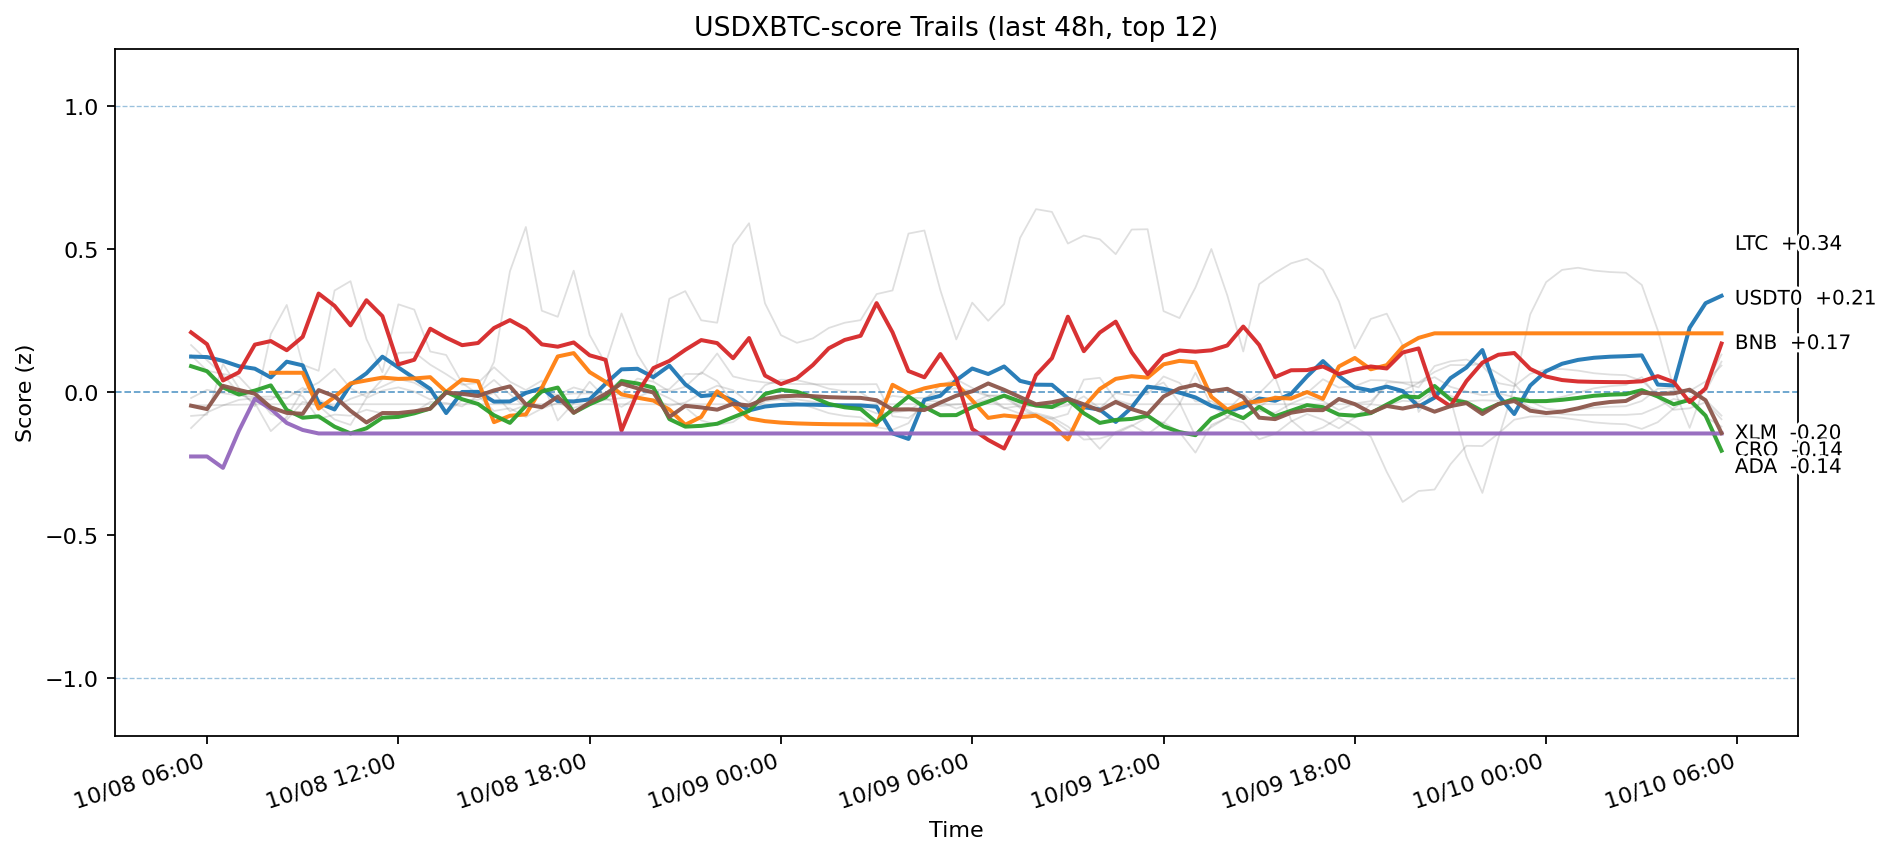 USDXBTC-score Trails (last 48h, top 12)
Score (z)
1.0
0.5
0.0
−0.5
−1.0
LTC +0.34
USDT0 +0.21
BNB +0.17
XLM -0.20
CRO -0.14
ADA -0.14
10/08 06:00
10/08 12:00
10/08 18:00
10/09 00:00
10/09 06:00
10/09 12:00
10/09 18:00
10/10 00:00
10/10 06:00
Time